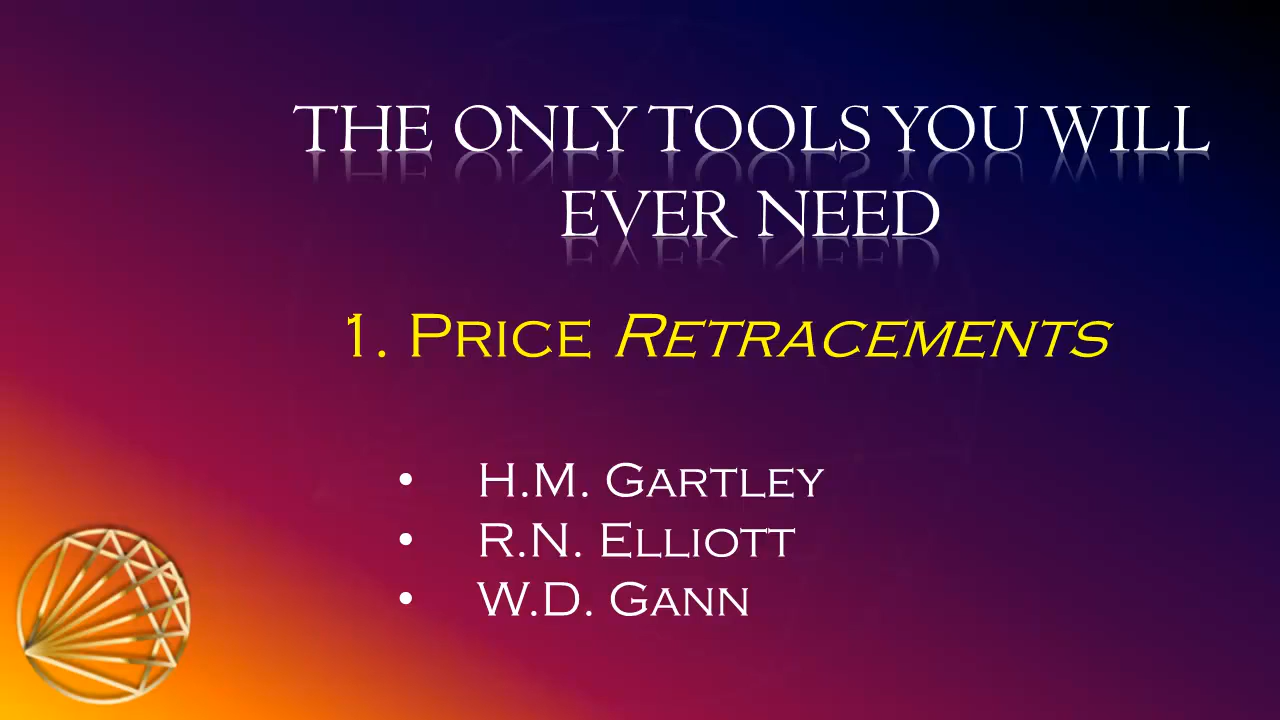 THE ONLY TOOLS YOU WILL
EVER NEED
1. PRICE RETRACEMENTS
• H.M. GARTLEY
• R.N. ELLIOTT
• W.D. GANN